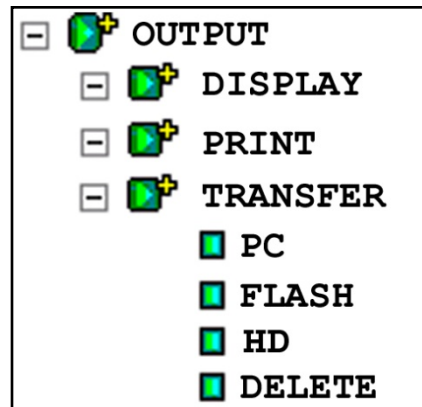 OUTPUT
DISPLAY
PRINT
TRANSFER
PC
FLASH
HD
DELETE